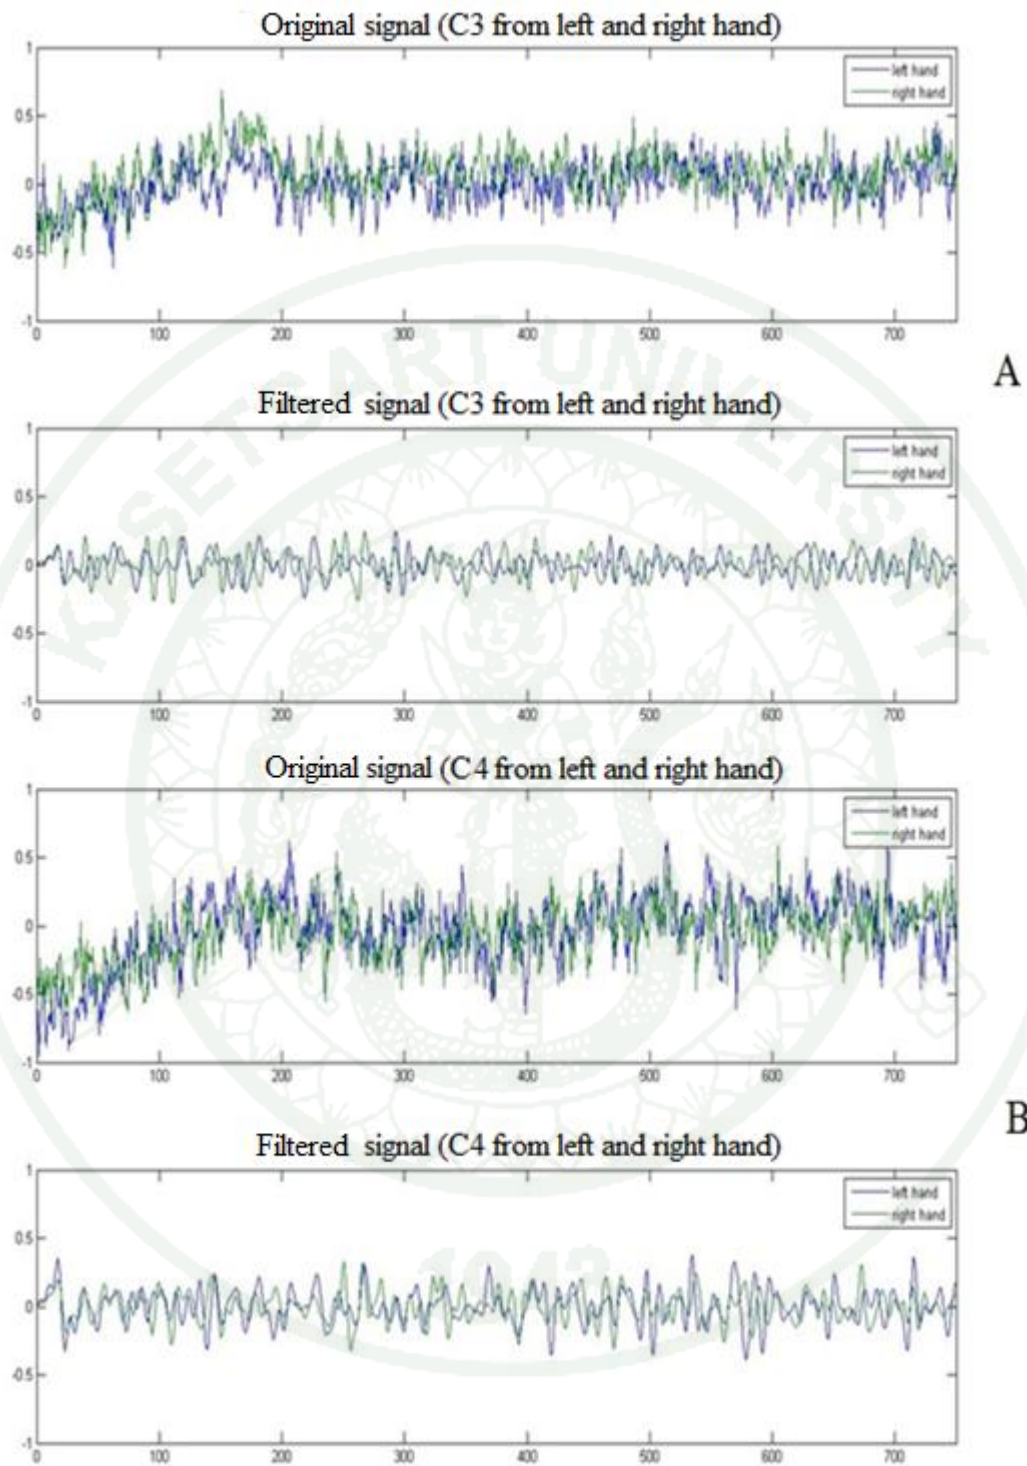 Original signal (C3 from left and right hand)
1
left hand
right hand
0.5
0
-0.5
-1
0 100 200 300 400 500 600 700
A
Filtered signal (C3 from left and right hand)
1
left hand
right hand
0.5
0
-0.5
-1
0 100 200 300 400 500 600 700
Original signal (C4 from left and right hand)
1
left hand
right hand
0.5
0
-0.5
-1
0 100 200 300 400 500 600 700
B
Filtered signal (C4 from left and right hand)
1
left hand
right hand
0.5
0
-0.5
-1
0 100 200 300 400 500 600 700
KASETSART UNIVERSITY
1943